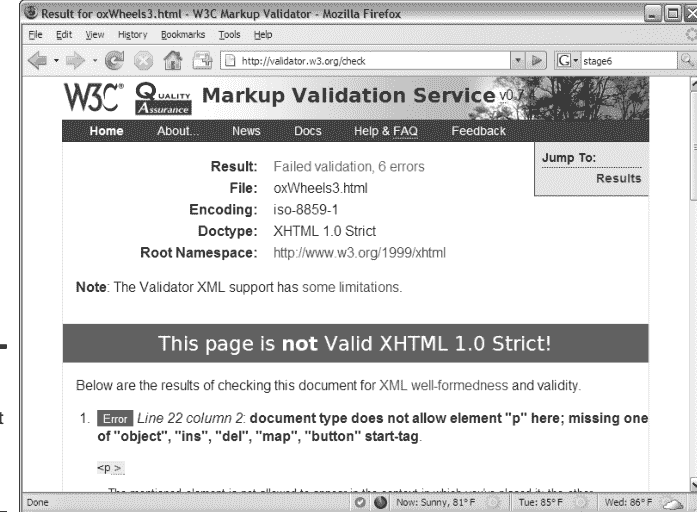 Result for oxWheels3.html - W3C Markup Validator - Mozilla Firefox
File Edit View History Bookmarks Tools Help
http://validator.w3.org/check
G stage6
W3C® QUALITY Assurance Markup Validation Service v0.7
Home About... News Docs Help & FAQ Feedback
Jump To:
Results
Result: Failed validation, 6 errors
File: oxWheels3.html
Encoding: iso-8859-1
Doctype: XHTML 1.0 Strict
Root Namespace: http://www.w3.org/1999/xhtml
Note: The Validator XML support has some limitations.
This page is not Valid XHTML 1.0 Strict!
Below are the results of checking this document for XML well-formedness and validity.
1. Error Line 22 column 2: document type does not allow element "p" here; missing one
of "object", "ins", "del", "map", "button" start-tag.
<p >
t
Done Now: Sunny, 81° F Tue: 85° F Wed: 86° F